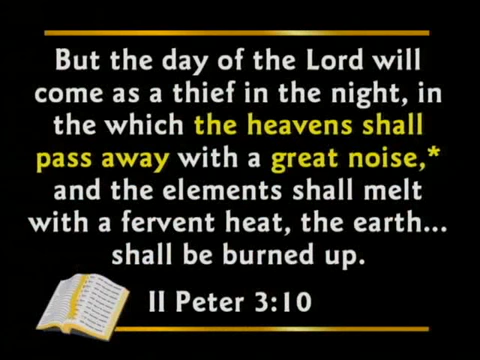 But the day of the Lord will
come as a thief in the night, in
the which the heavens shall
pass away with a great noise,*
and the elements shall melt
with a fervent heat, the earth...
shall be burned up.
II Peter 3:10